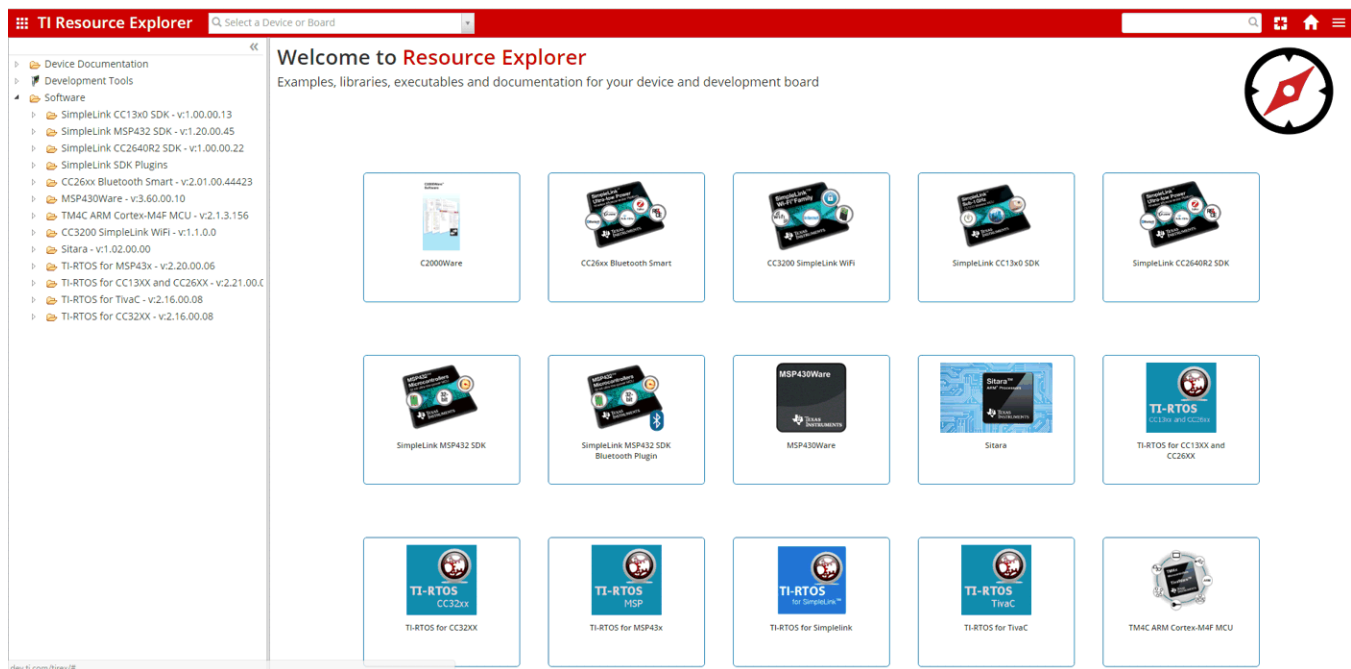 TI Resource Explorer
Select a Device or Board
Device Documentation
Development Tools
Software
SimpleLink CC13x0 SDK - v:1.00.00.13
SimpleLink MSP432 SDK - v:1.20.00.45
SimpleLink CC2640R2 SDK - v:1.00.00.22
SimpleLink SDK Plugins
CC26xx Bluetooth Smart - v:2.01.00.44423
MSP430Ware - v:3.60.00.10
TM4C ARM Cortex-M4F MCU - v:2.1.3.156
CC3200 SimpleLink WiFi - v:1.1.0.0
Sitara - v:1.02.00.00
TI-RTOS for MSP43x - v:2.20.00.06
TI-RTOS for CC13XX and CC26XX - v:2.21.00.0
TI-RTOS for TivaC - v:2.16.00.08
TI-RTOS for CC32XX - v:2.16.00.08
Welcome to Resource Explorer
Examples, libraries, executables and documentation for your device and development board
C2000Ware
CC26xx Bluetooth Smart
CC3200 SimpleLink WiFi
SimpleLink CC13x0 SDK
SimpleLink CC2640R2 SDK
SimpleLink MSP432 SDK
SimpleLink MSP432 SDK
Bluetooth Plugin
MSP430Ware
TEXAS
INSTRUMENTS
MSP430Ware
Sitara™
Sitara
TI-RTOS
CC13xx and CC26xx
TI-RTOS for CC13XX and
CC26XX
TI-RTOS
CC32xx
TI-RTOS for CC32XX
TI-RTOS
MSP
TI-RTOS for MSP43x
TI-RTOS
for SimpleLink™
TI-RTOS for Simplelink
TI-RTOS
TivaC
TI-RTOS for TivaC
TM4C ARM Cortex-M4F MCU